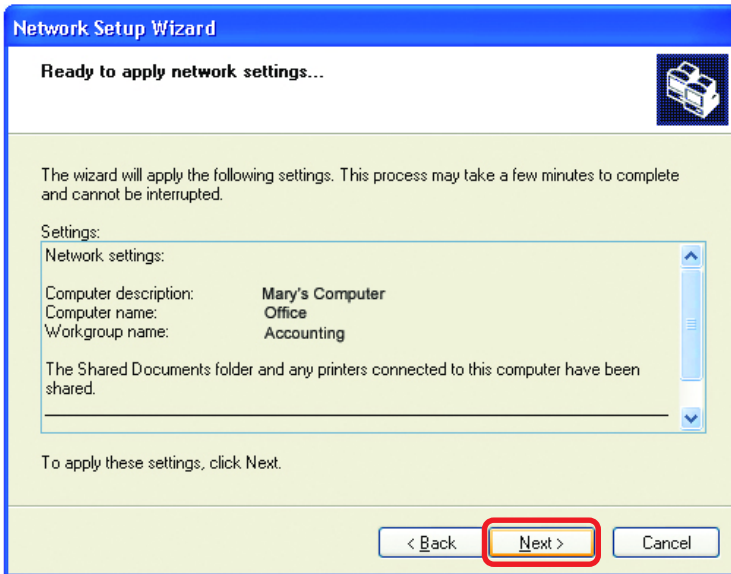 Network Setup Wizard
Ready to apply network settings...
The wizard will apply the following settings. This process may take a few minutes to complete
and cannot be interrupted.
Settings:
Network settings:
Computer description: Mary's Computer
Computer name: Office
Workgroup name: Accounting
The Shared Documents folder and any printers connected to this computer have been
shared.
To apply these settings, click Next.
< Back Next > Cancel